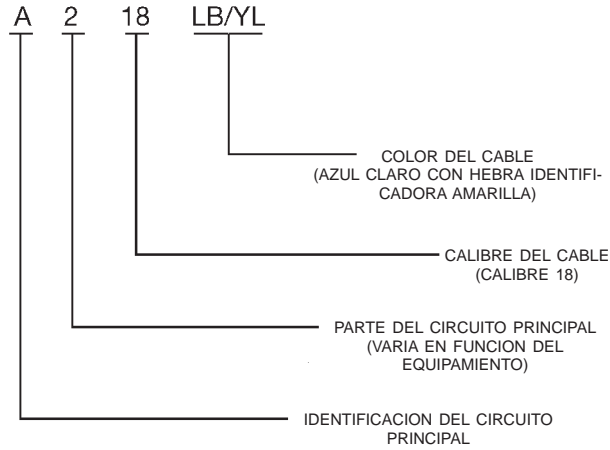 A 2 18 LB/YL
COLOR DEL CABLE
(AZUL CLARO CON HEBRA IDENTIFI-
CADORA AMARILLA)
CALIBRE DEL CABLE
(CALIBRE 18)
PARTE DEL CIRCUITO PRINCIPAL
(VARIA EN FUNCION DEL
EQUIPAMIENTO)
IDENTIFICACION DEL CIRCUITO
PRINCIPAL